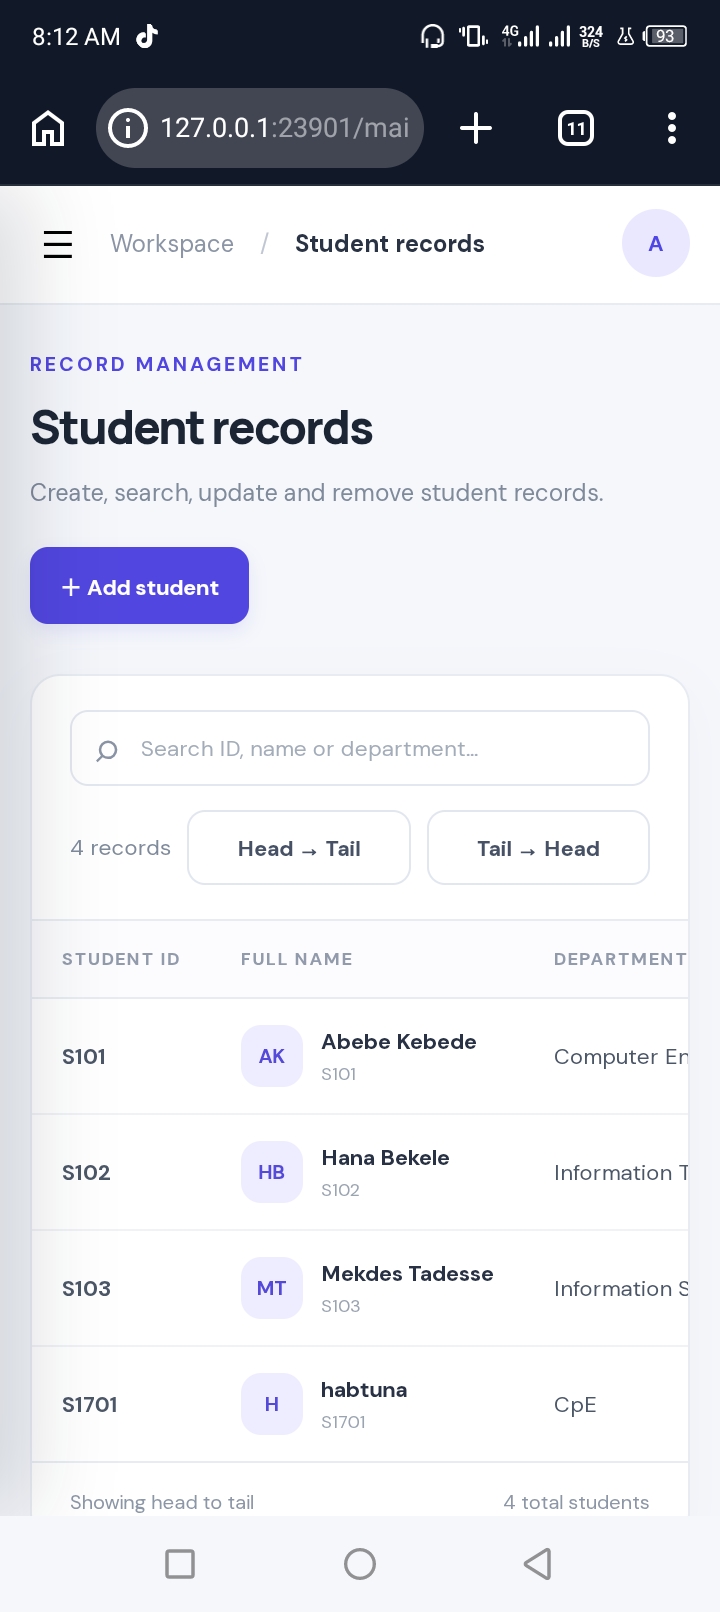 8:12 AM
4G
324
B/S
93
127.0.0.1:23901/mai
11
Workspace / Student records
A
RECORD MANAGEMENT
Student records
Create, search, update and remove student records.
+ Add student
Search ID, name or department...
4 records
Head → Tail
Tail → Head
STUDENT ID FULL NAME DEPARTMENT
S101 AK Abebe Kebede Computer En
S101
S102 HB Hana Bekele Information T
S102
S103 MT Mekdes Tadesse Information S
S103
S1701 H habtuna CpE
S1701
Showing head to tail 4 total students